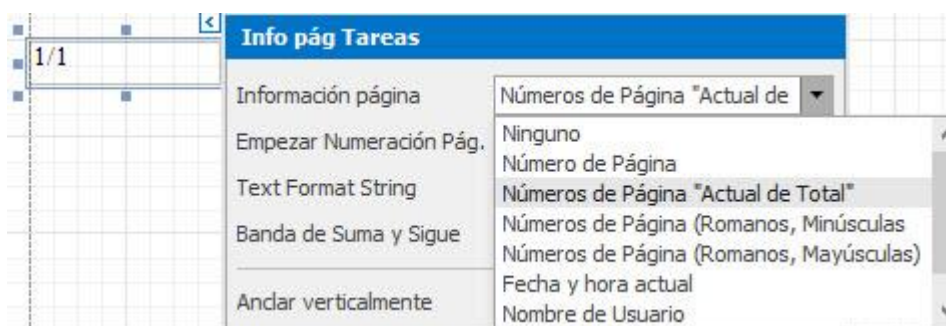 1/1
Info pág Tareas
Información página
Números de Página "Actual de
Empezar Numeración Pág.
Text Format String
Banda de Suma y Sigue
Anclar verticalmente
Ninguno
Número de Página
Números de Página "Actual de Total"
Números de Página (Romanos, Minúsculas
Números de Página (Romanos, Mayúsculas)
Fecha y hora actual
Nombre de Usuario